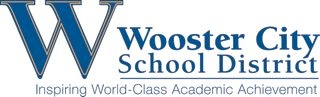 W Wooster City
School District
Inspiring World-Class Academic Achievement